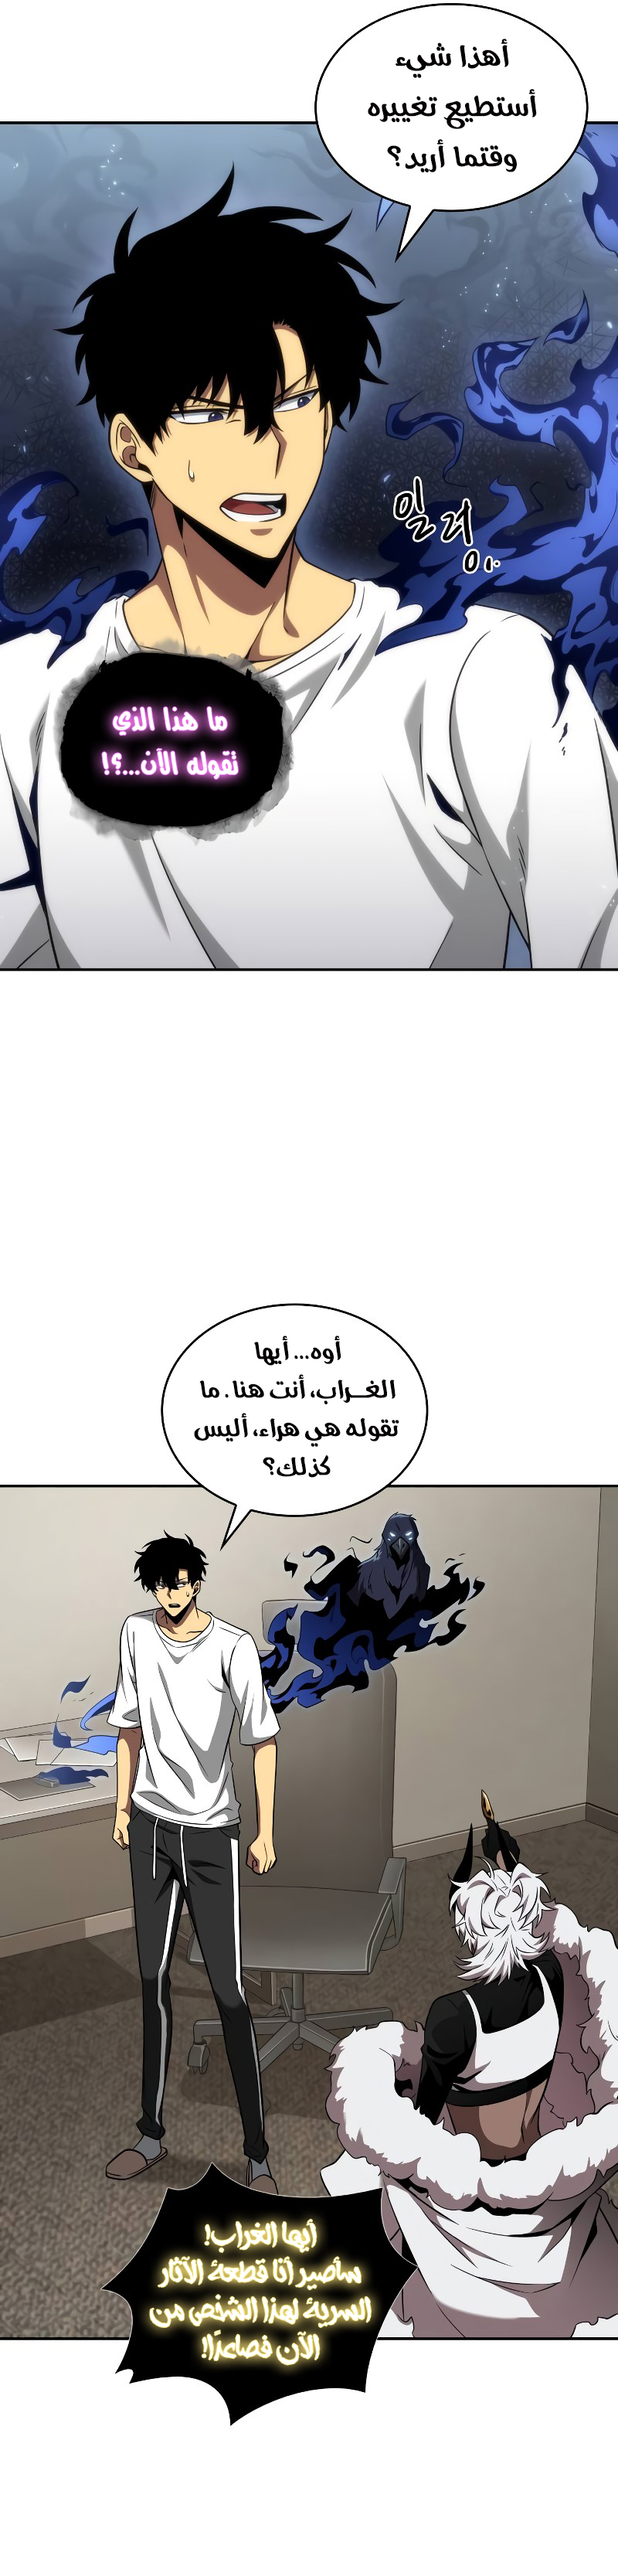 أهذا شيء
أستطيع تغييره
وقتما أريد؟
일렁
ما هذا الذي
تقوله الآن...؟!
أوه... أيها
الغـراب، أنت هنا. ما
تقوله هي هراء، أليس
كذلك؟
أيها الغراب!
سأصير أنا قطعة الآثار
السرية لهذا الشخص من
الآن فصاعدًا!